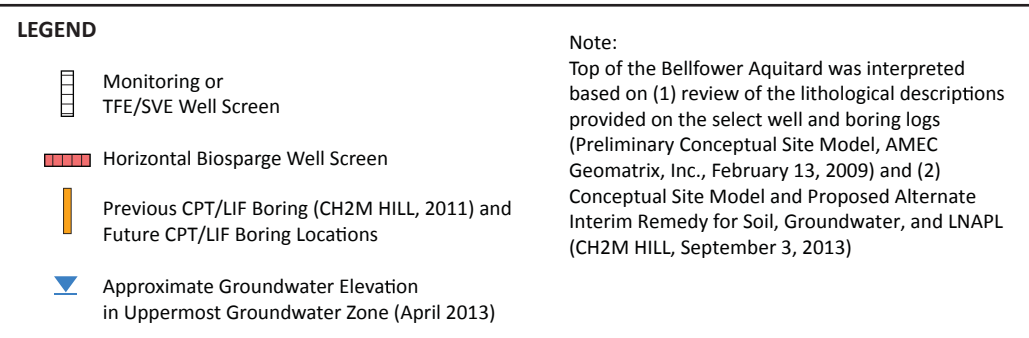 LEGEND
Monitoring or
TFE/SVE Well Screen
Horizontal Biosparge Well Screen
Previous CPT/LIF Boring (CH2M HILL, 2011) and
Future CPT/LIF Boring Locations
Approximate Groundwater Elevation
in Uppermost Groundwater Zone (April 2013)
Note:
Top of the Bellfower Aquitard was interpreted
based on (1) review of the lithological descriptions
provided on the select well and boring logs
(Preliminary Conceptual Site Model, AMEC
Geomatrix, Inc., February 13, 2009) and (2)
Conceptual Site Model and Proposed Alternate
Interim Remedy for Soil, Groundwater, and LNAPL
(CH2M HILL, September 3, 2013)